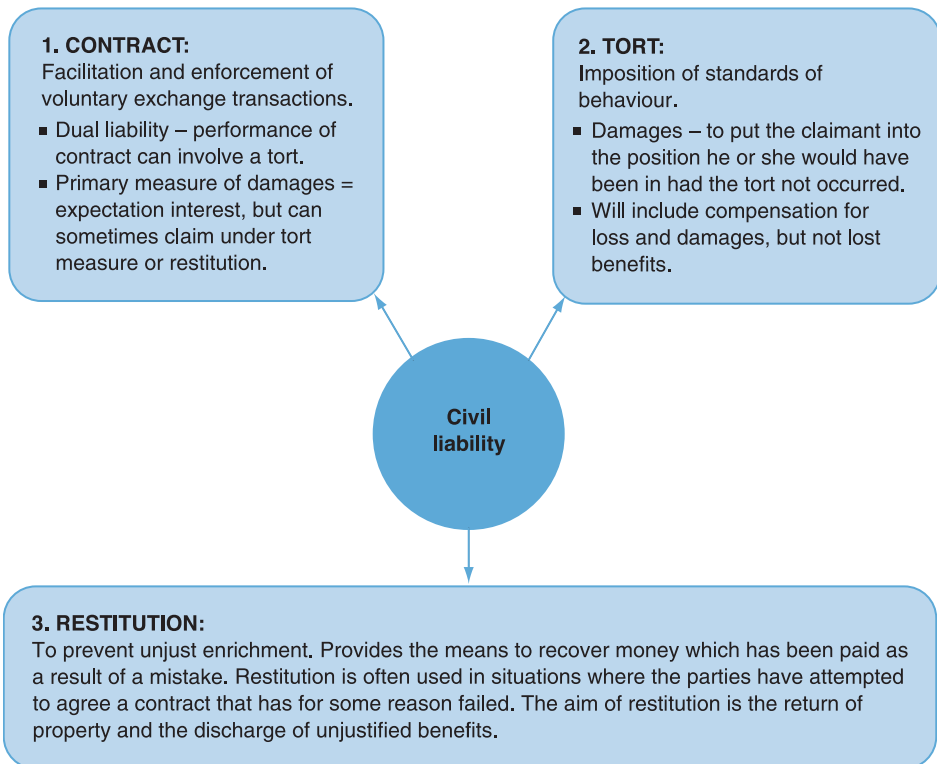 1. CONTRACT:
Facilitation and enforcement of
voluntary exchange transactions.
■ Dual liability – performance of
contract can involve a tort.
■ Primary measure of damages =
expectation interest, but can
sometimes claim under tort
measure or restitution.
2. TORT:
Imposition of standards of
behaviour.
■ Damages – to put the claimant into
the position he or she would have
been in had the tort not occurred.
■ Will include compensation for
loss and damages, but not lost
benefits.
Civil
liability
3. RESTITUTION:
To prevent unjust enrichment. Provides the means to recover money which has been paid as
a result of a mistake. Restitution is often used in situations where the parties have attempted
to agree a contract that has for some reason failed. The aim of restitution is the return of
property and the discharge of unjustified benefits.